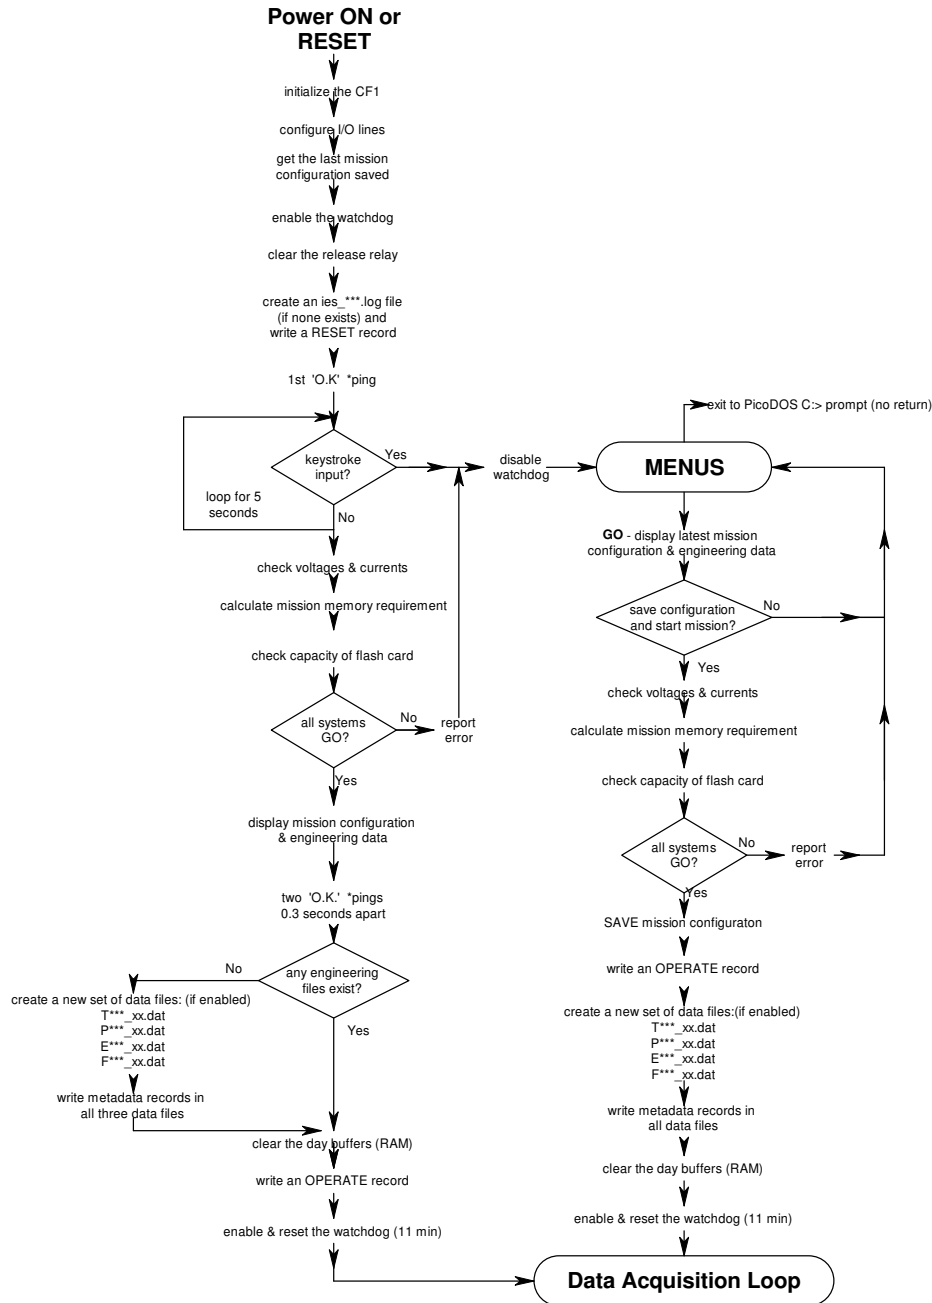 Power ON or
RESET
initialize the CF1
configure I/O lines
get the last mission
configuration saved
enable the watchdog
clear the release relay
create an ies_***.log file
(if none exists) and
write a RESET record
1st 'O.K' *ping
keystroke
input?
Yes
No
loop for 5
seconds
check voltages & currents
calculate mission memory requirement
check capacity of flash card
all systems
GO?
No
report
error
Yes
display mission configuration
& engineering data
two 'O.K.' *pings
0.3 seconds apart
any engineering
files exist?
No
Yes
create a new set of data files: (if enabled)
T***_xx.dat
P***_xx.dat
E***_xx.dat
F***_xx.dat
write metadata records in
all three data files
clear the day buffers (RAM)
write an OPERATE record
enable & reset the watchdog (11 min)
disable
watchdog
exit to PicoDOS C:> prompt (no return)
MENUS
GO - display latest mission
configuration & engineering data
save configuration
and start mission?
No
Yes
check voltages & currents
calculate mission memory requirement
check capacity of flash card
all systems
GO?
No
report
error
Yes
SAVE mission configuraton
write an OPERATE record
create a new set of data files:(if enabled)
T***_xx.dat
P***_xx.dat
E***_xx.dat
F***_xx.dat
write metadata records in
all data files
clear the day buffers (RAM)
enable & reset the watchdog (11 min)
Data Acquisition Loop